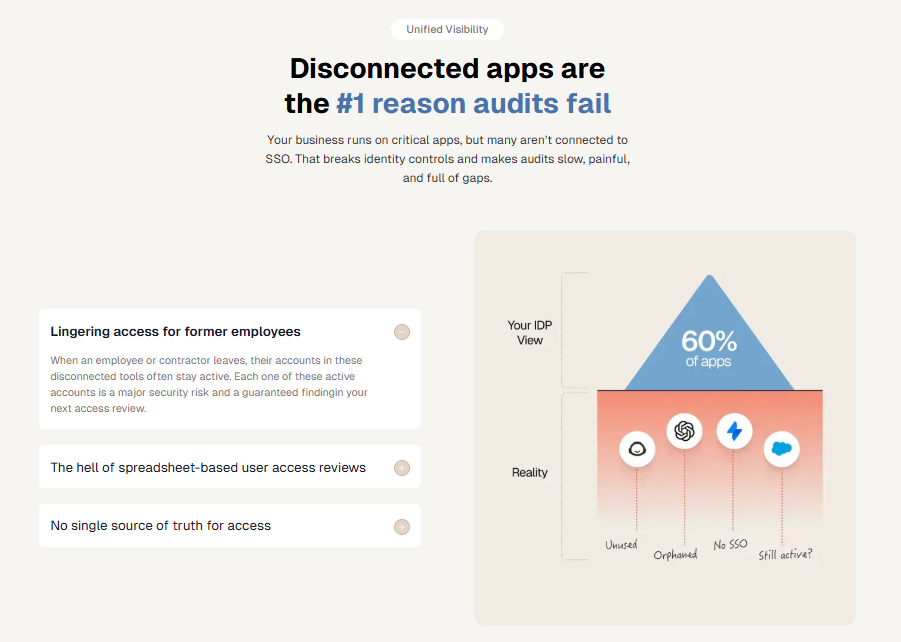 Unified Visibility
Disconnected apps are
the #1 reason audits fail
Your business runs on critical apps, but many aren't connected to
SSO. That breaks identity controls and makes audits slow, painful,
and full of gaps.
Lingering access for former employees
When an employee or contractor leaves, their accounts in these
disconnected tools often stay active. Each one of these active
accounts is a major security risk and a guaranteed findingin your
next access review.
The hell of spreadsheet-based user access reviews
No single source of truth for access
Your IDP
View
60%
of apps
Reality
Unused
Orphaned
No SSO
Still active?